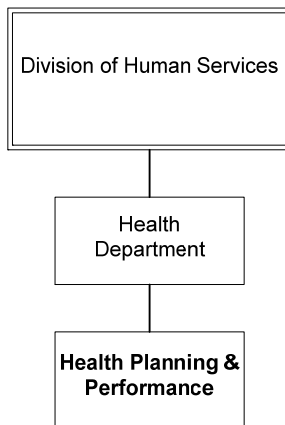 Division of Human Services
Health
Department
Health Planning &
Performance